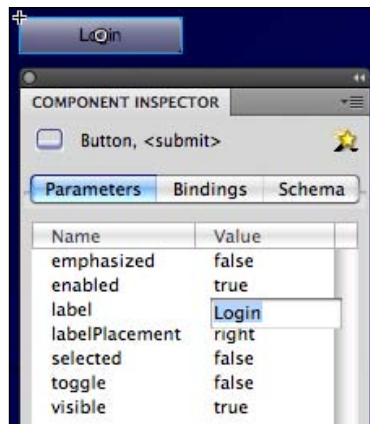 Login
COMPONENT INSPECTOR
Button, <submit>
Parameters Bindings Schema
Name Value
emphasized false
enabled true
label Login
labelPlacement right
selected false
toggle false
visible true